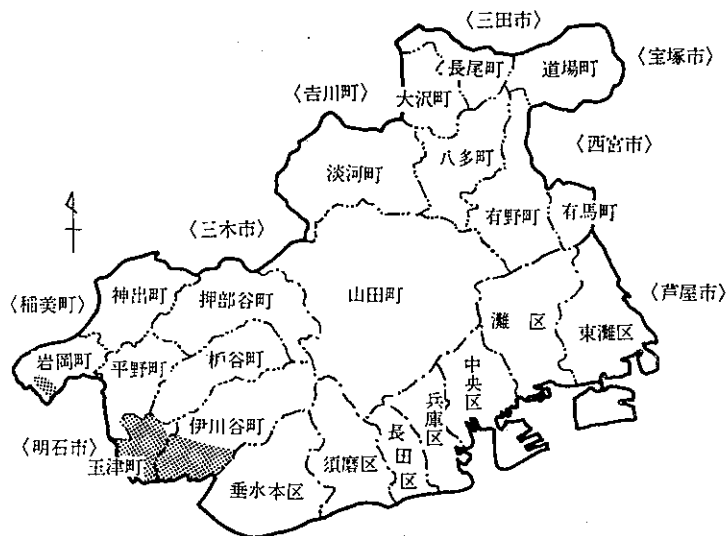 〈三田市〉
長尾町
道場町
〈宝塚市〉
〈吉川町〉
大沢町
八多町
〈西宮市〉
淡河町
有野町
有馬町
〈三木市〉
神出町
押部谷町
山田町
〈稲美町〉
灘区
東灘区
〈芦屋市〉
岩岡町
平野町
栌谷町
中央区
兵庫区
伊川谷町
長田区
〈明石市〉
玉津町
須磨区
垂水本区